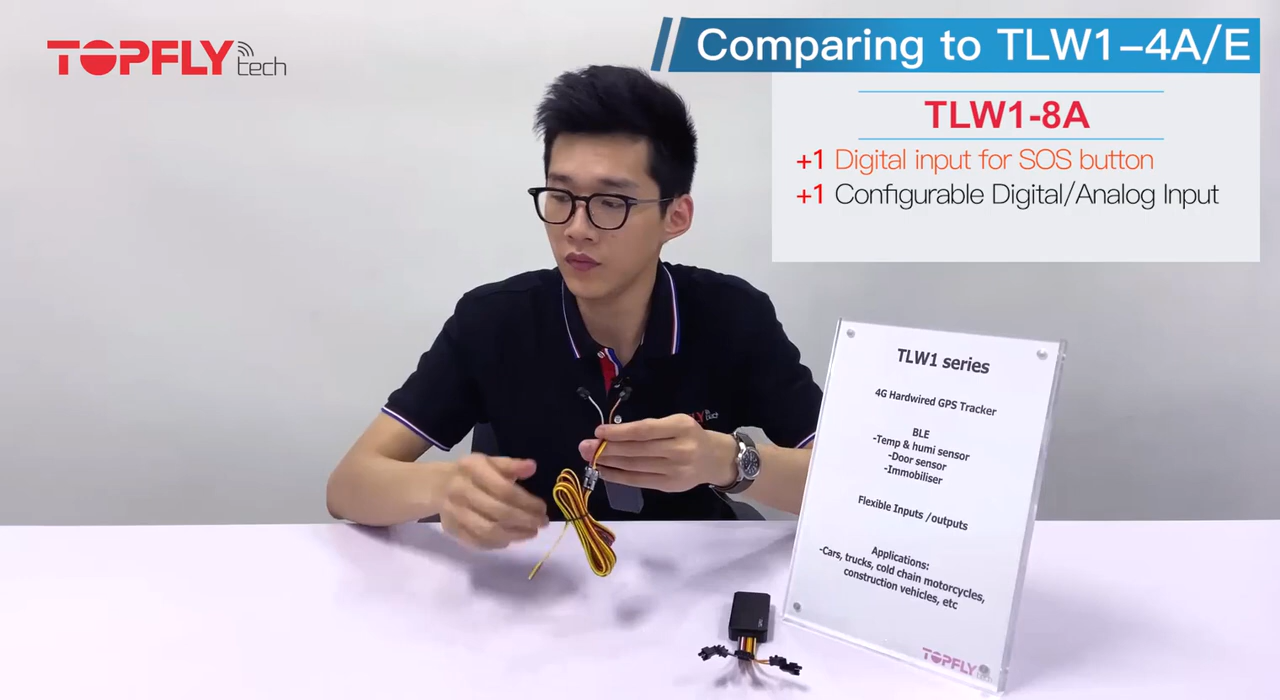 TOPFLY tech
Comparing to TLW1–4A/E
TLW1-8A
+1 Digital input for SOS button
+1 Configurable Digital/Analog Input
TLW1 series
4G Hardwired GPS Tracker
BLE
-Temp & humi sensor
-Door sensor
-Immobiliser
Flexible Inputs /outputs
Applications:
-Cars, trucks, cold chain motorcycles,
construction vehicles, etc
TOPFLY tech